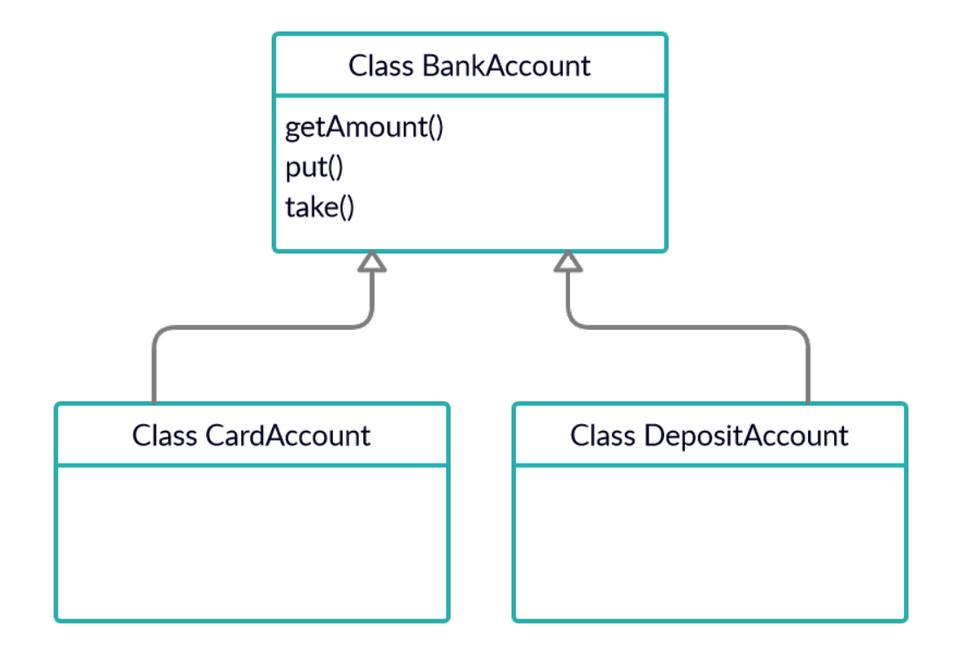 Class BankAccount
getAmount()
put()
take()
Class CardAccount
Class DepositAccount